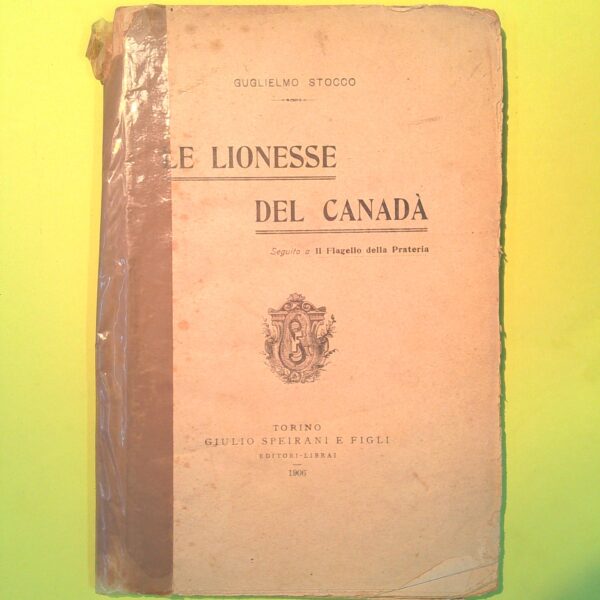 GUGLIELMO STOCCO
LE LIONESSE
DEL CANADÀ
Seguito a Il Flagello della Prateria
TORINO
GIULIO SPEIRANI E FIGLI
EDITORI-LIBRAI
1906